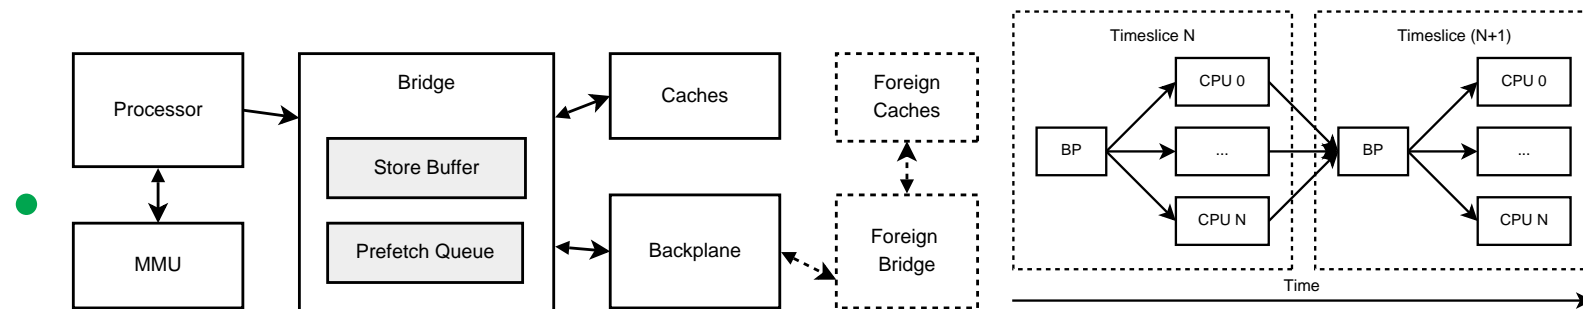 Processor
MMU
Bridge
Store Buffer
Prefetch Queue
Caches
Backplane
Foreign
Caches
Foreign
Bridge
Timeslice N
BP
CPU 0
...
CPU N
Timeslice (N+1)
BP
CPU 0
...
CPU N
Time